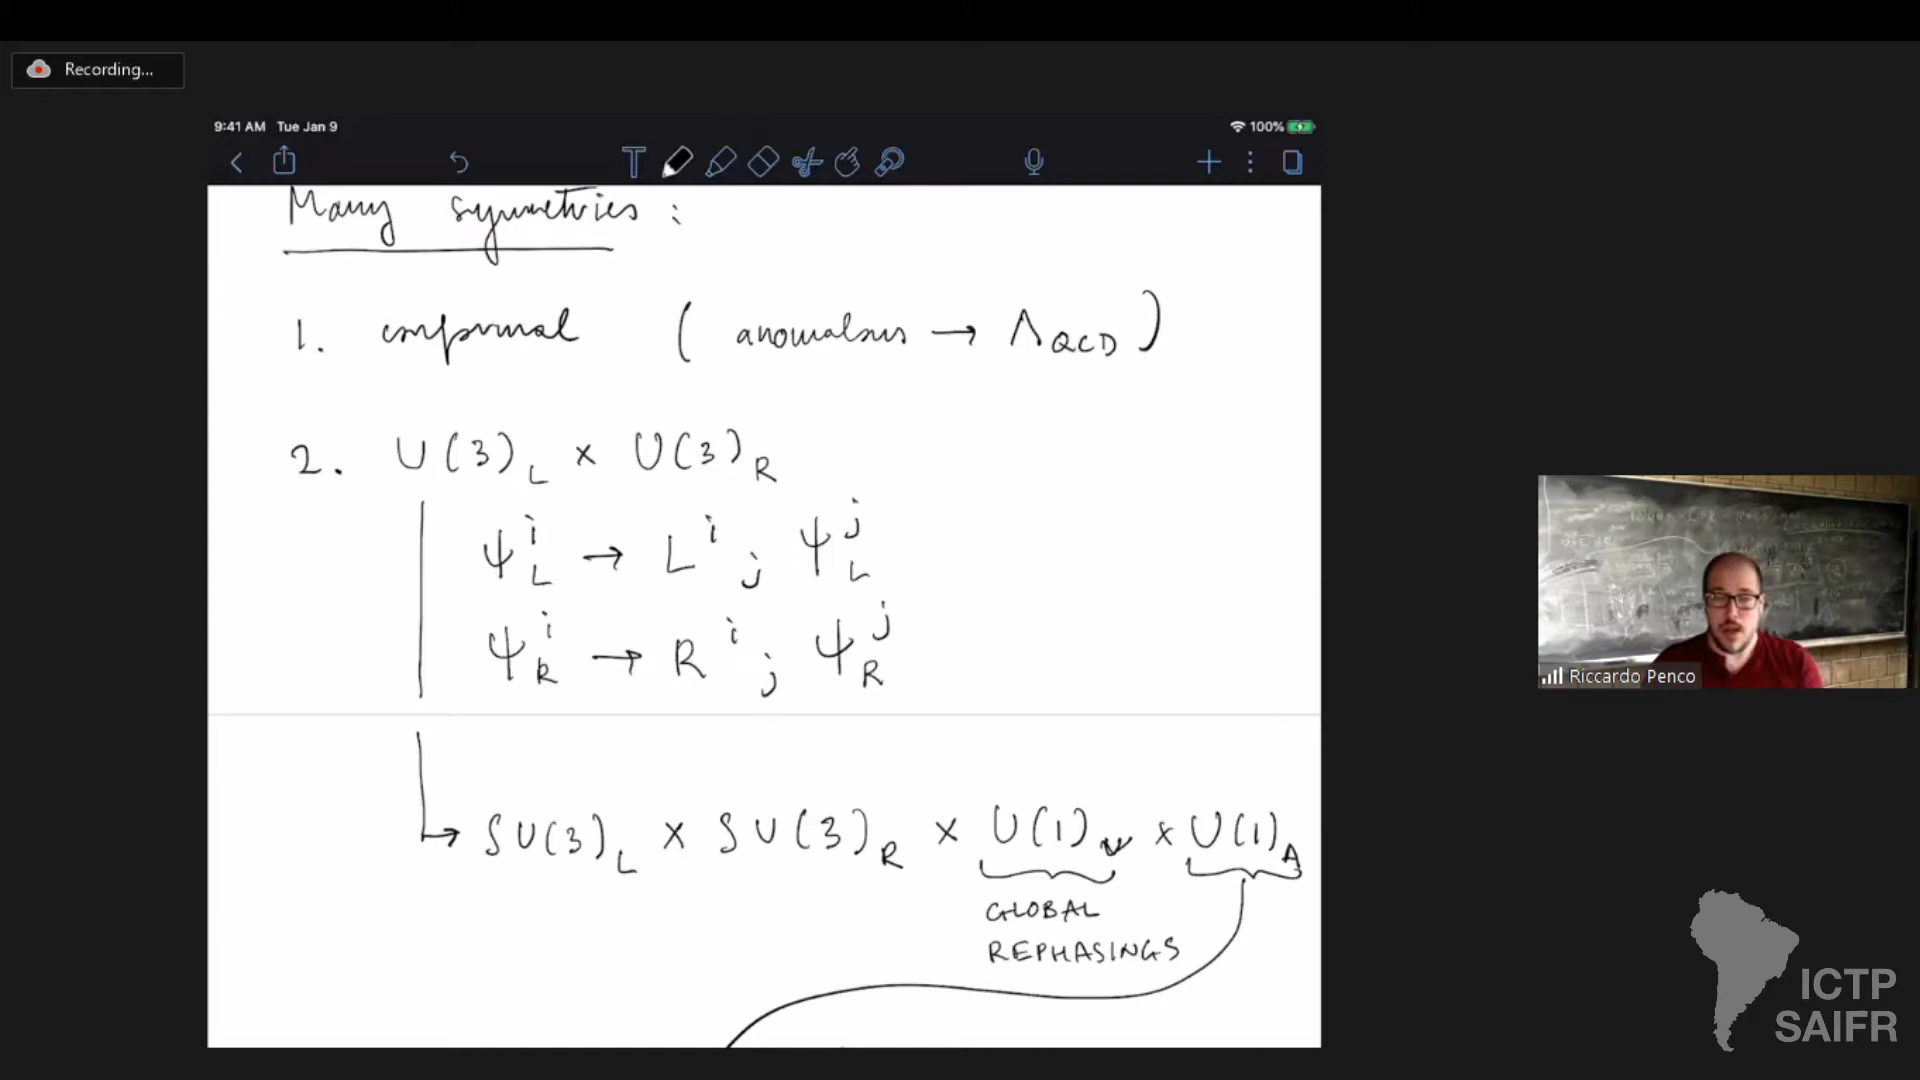 Recording...
9:41 AM Tue Jan 9
100%
Many symmetries:
1. conformal (anomalous → Λ_QCD)
2. U(3)_L × U(3)_R
ψ^i_L → L^i_j ψ^j_L
ψ^i_R → R^i_j ψ^j_R
Riccardo Penco
↳ SU(3)_L × SU(3)_R × U(1)_V × U(1)_A
GLOBAL
REPHASINGS
ICTP
SAIFR